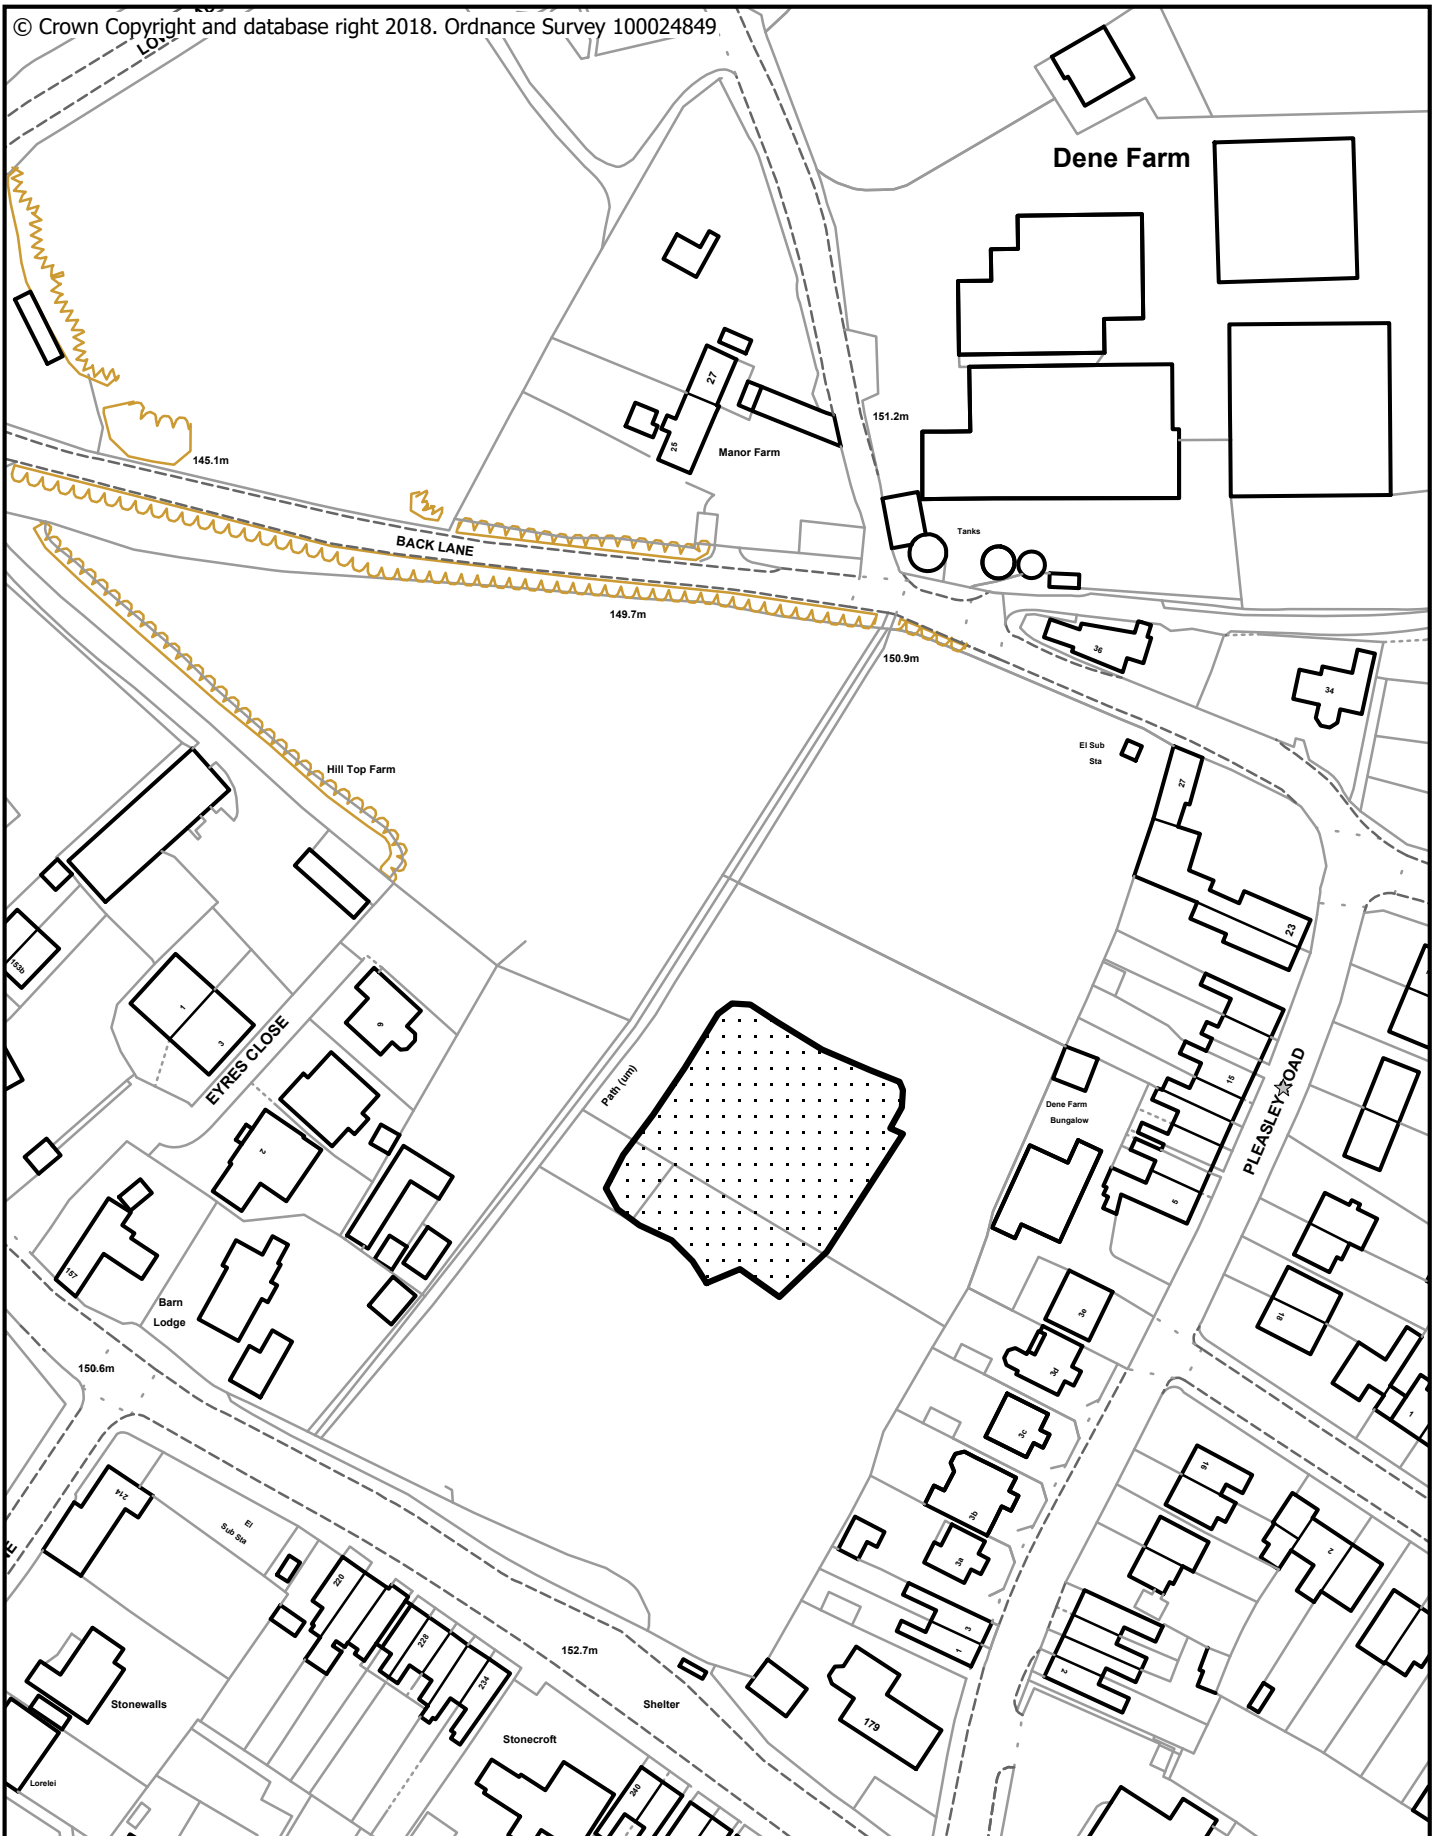 © Crown Copyright and database right 2018. Ordnance Survey 100024849
Dene Farm
27
25
Manor Farm
151.2m
145.1m
BACK LANE
Tanks
149.7m
150.9m
36
34
El Sub
Sta
27
Hill Top Farm
23
153b
1
3
EYRES CLOSE
9
Path (um)
15
PLEASLEY ROAD
Dene Farm
Bungalow
2
5
157
Barn
Lodge
3e
18
3d
150.6m
3c
1
16
214
El
Sub Sta
3b
3a
2
220
228
234
3
1
2
152.7m
Stonewalls
Shelter
179
Stonecroft
Lorelei
240